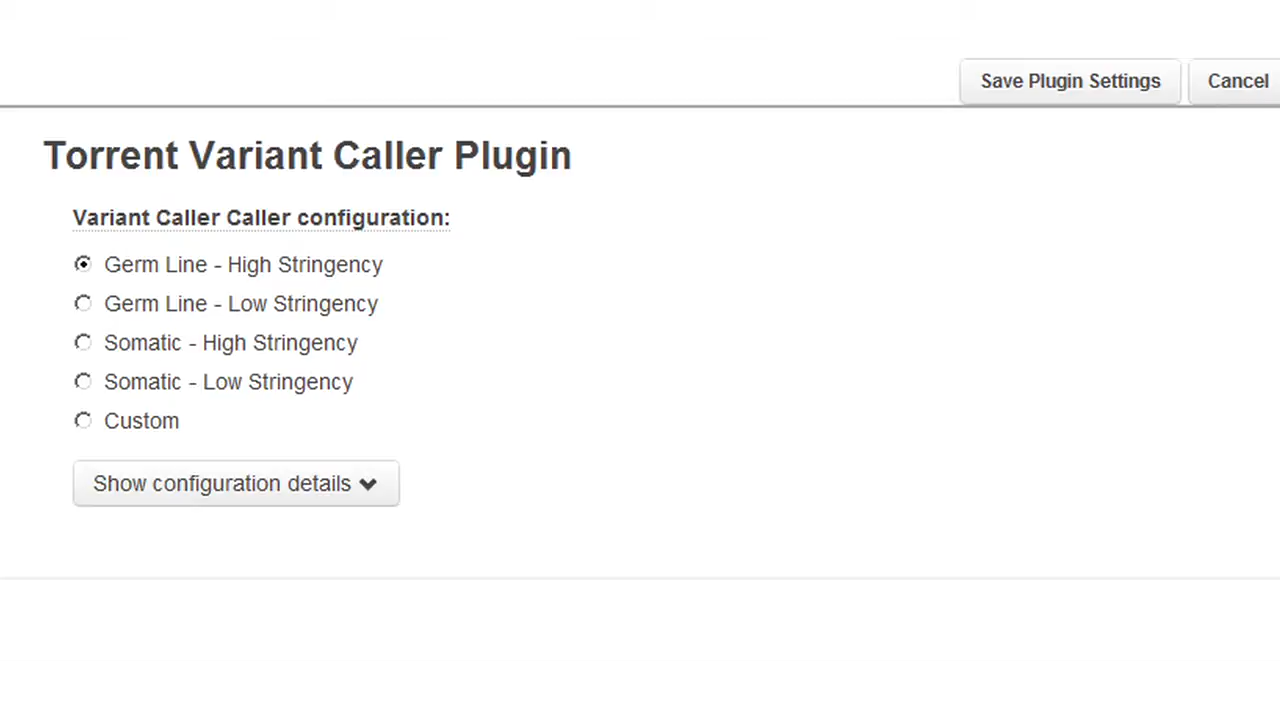 Save Plugin Settings
Cancel
Torrent Variant Caller Plugin
Variant Caller Caller configuration:
Germ Line - High Stringency
Germ Line - Low Stringency
Somatic - High Stringency
Somatic - Low Stringency
Custom
Show configuration details